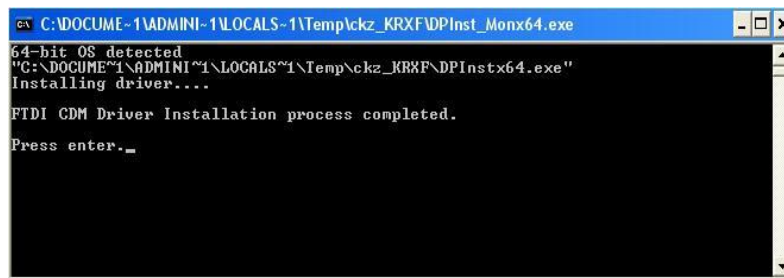 C:\DOCUME~1\ADMINI~1\LOCALS~1\Temp\ckz_KRXF\DPInst_Monx64.exe
64-bit OS detected
"C:\DOCUME~1\ADMINI~1\LOCALS~1\Temp\ckz_KRXF\DPInstx64.exe"
Installing driver....
FTDI CDM Driver Installation process completed.
Press enter._